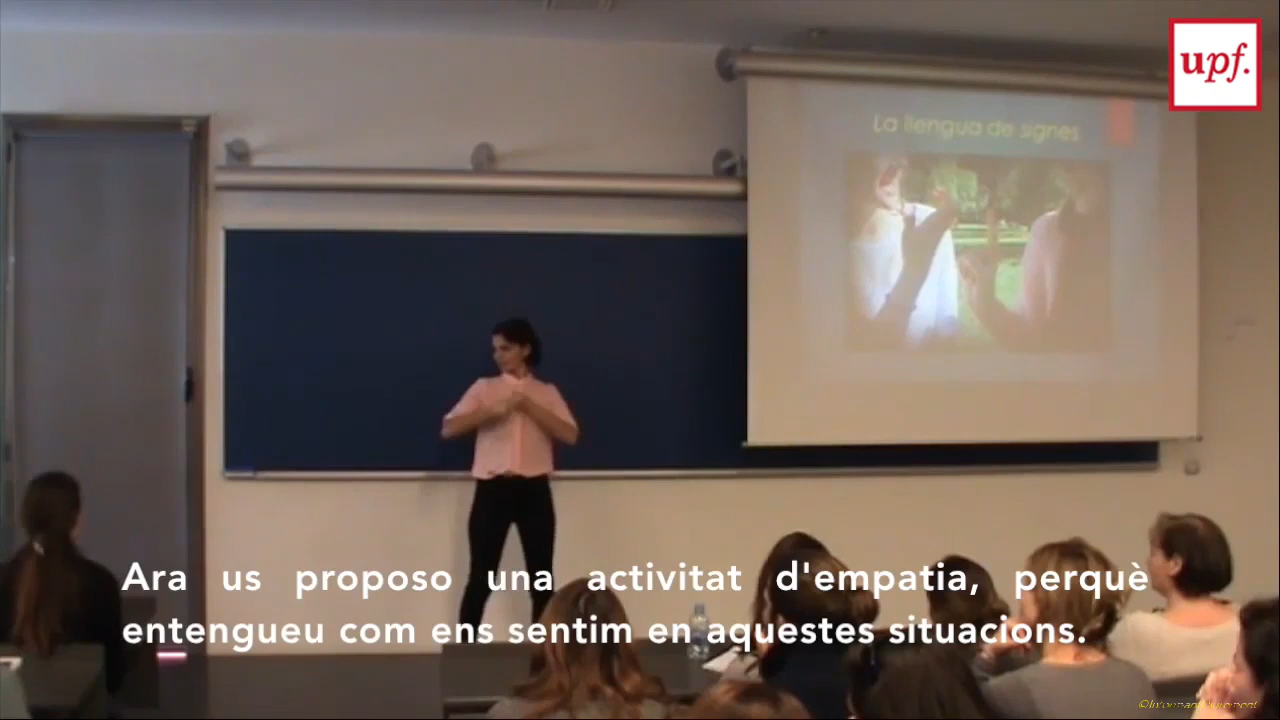 upf.
La llengua de signes
Ara us proposo una activitat d'empatia, perquè
entengueu com ens sentim en aquestes situacions.